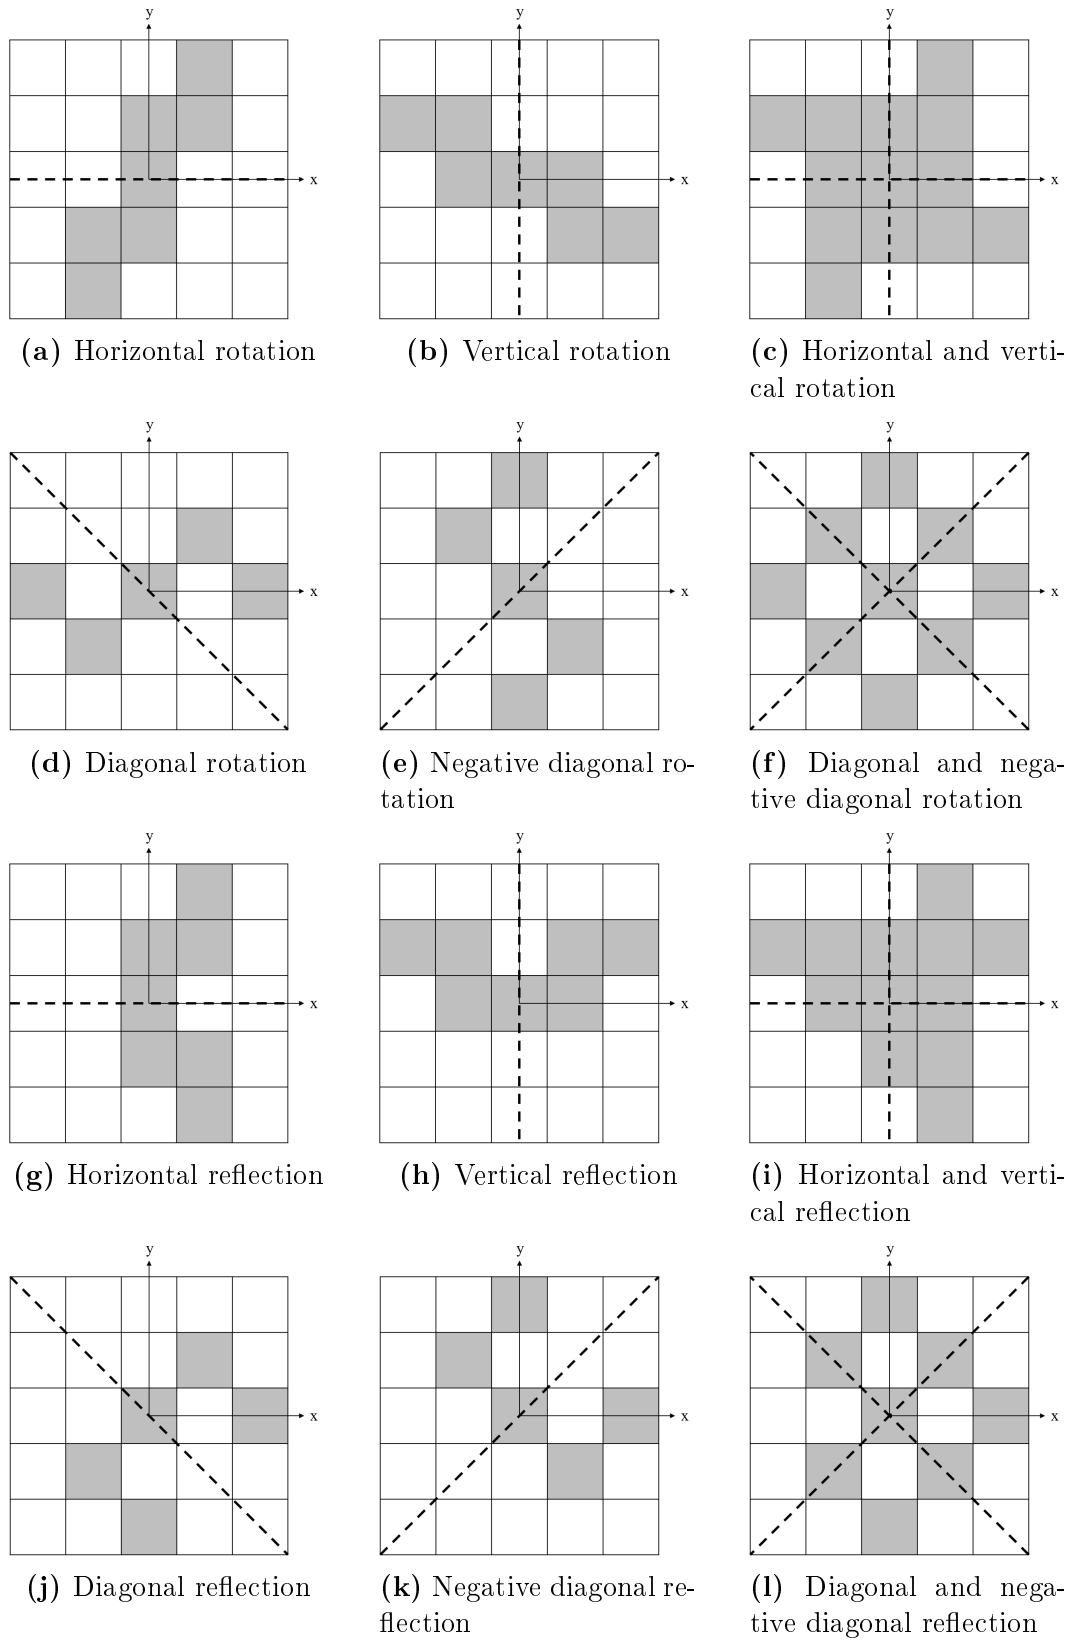 y y y
x x x
(a) Horizontal rotation (b) Vertical rotation (c) Horizontal and verti-
cal rotation
y y y
x x x
(d) Diagonal rotation (e) Negative diagonal ro- (f) Diagonal and nega-
tation tive diagonal rotation
y y y
x x x
(g) Horizontal reflection (h) Vertical reflection (i) Horizontal and verti-
cal reflection
y y y
x x x
(j) Diagonal reflection (k) Negative diagonal re- (l) Diagonal and nega-
flection tive diagonal reflection